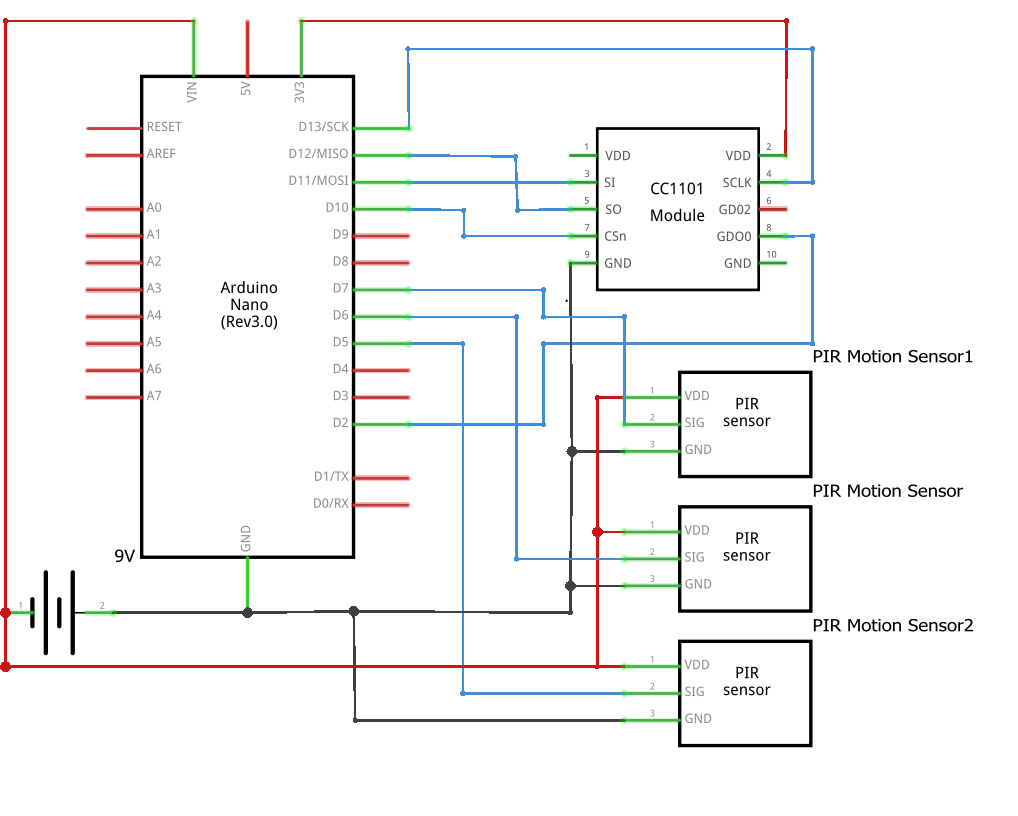 VIN
5V
3V3
RESET
AREF
A0
A1
A2
A3
A4
A5
A6
A7
Arduino
Nano
(Rev3.0)
D13/SCK
D12/MISO
D11/MOSI
D10
D9
D8
D7
D6
D5
D4
D3
D2
D1/TX
D0/RX
GND
9V
1
2
1 VDD
3 SI
5 SO
7 CSn
9 GND
CC1101
Module
VDD 2
SCLK 4
GD02 6
GDO0 8
GND 10
PIR Motion Sensor1
1 VDD
2 SIG
3 GND
PIR
sensor
PIR Motion Sensor
1 VDD
2 SIG
3 GND
PIR
sensor
PIR Motion Sensor2
1 VDD
2 SIG
3 GND
PIR
sensor